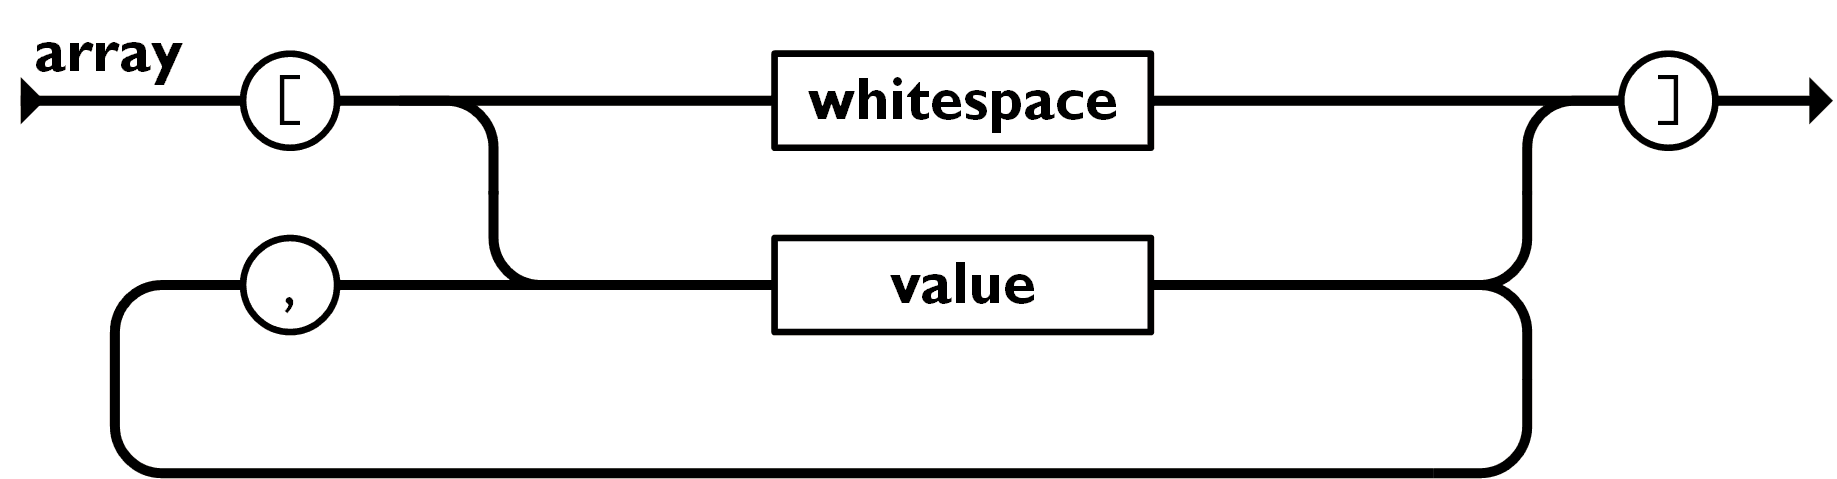 array
[ whitespace ]
, value